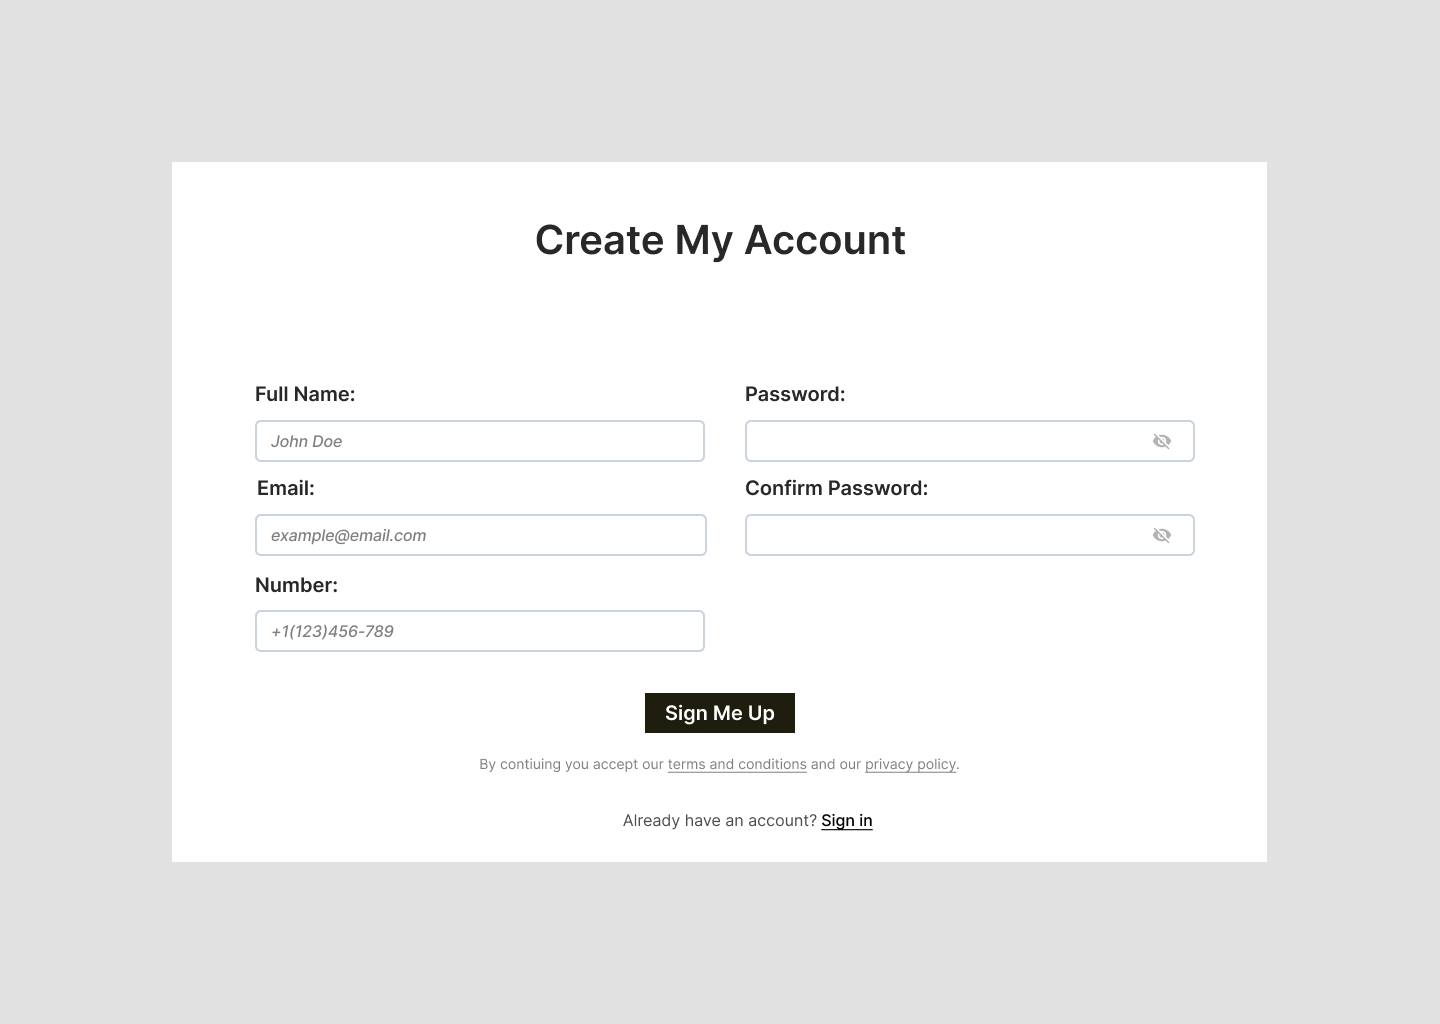 Create My Account
Full Name:
John Doe
Email:
example@email.com
Number:
+1(123)456-789
Password:
Confirm Password:
Sign Me Up
By contiuing you accept our terms and conditions and our privacy policy.
Already have an account? Sign in